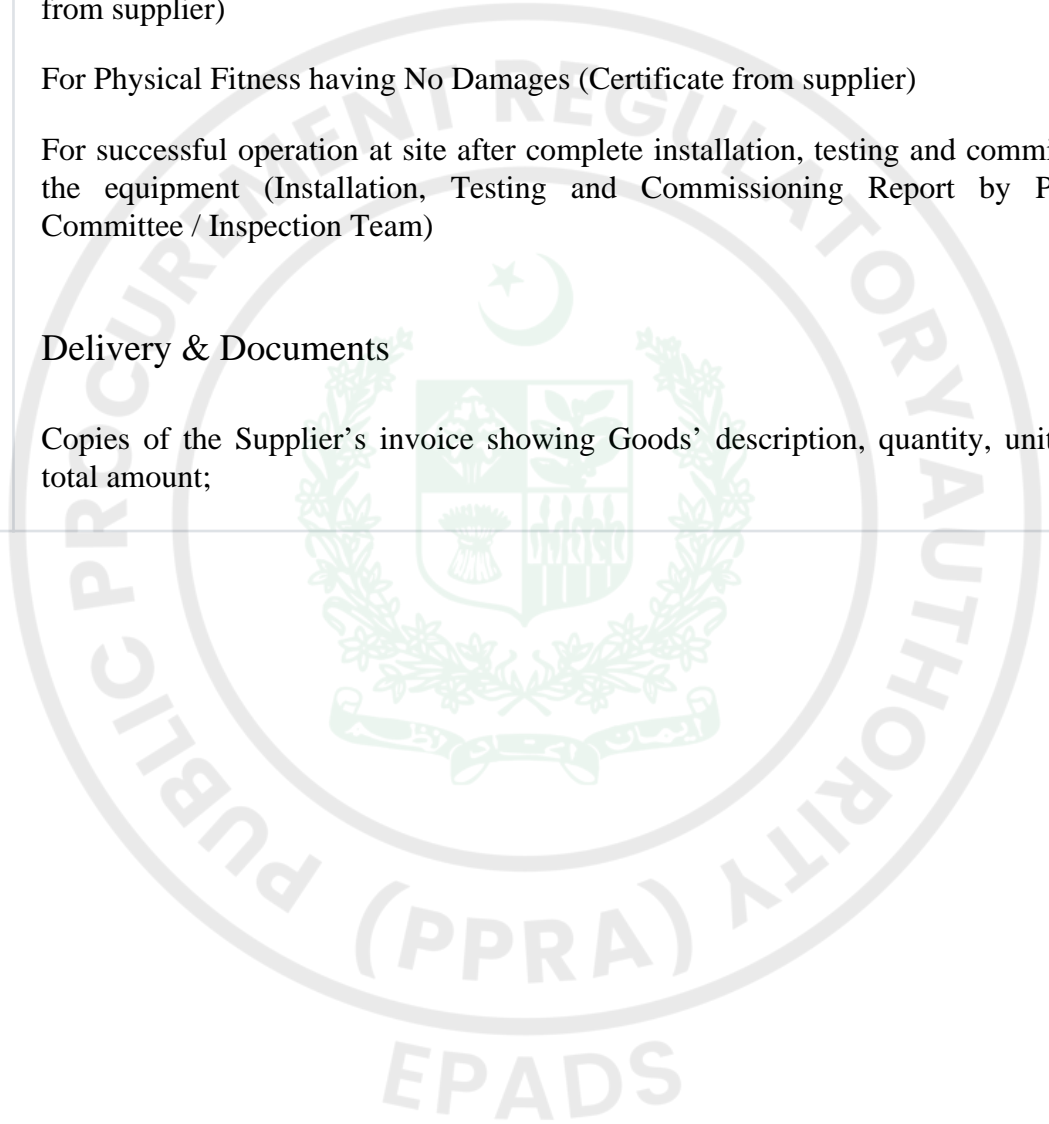 from supplier)
For Physical Fitness having No Damages (Certificate from supplier)
For successful operation at site after complete installation, testing and commi
the equipment (Installation, Testing and Commissioning Report by P
Committee / Inspection Team)
Delivery & Documents
Copies of the Supplier’s invoice showing Goods’ description, quantity, unit
total amount;
PUBLIC PROCUREMENT REGULATORY AUTHORITY
(PPRA)
EPADS